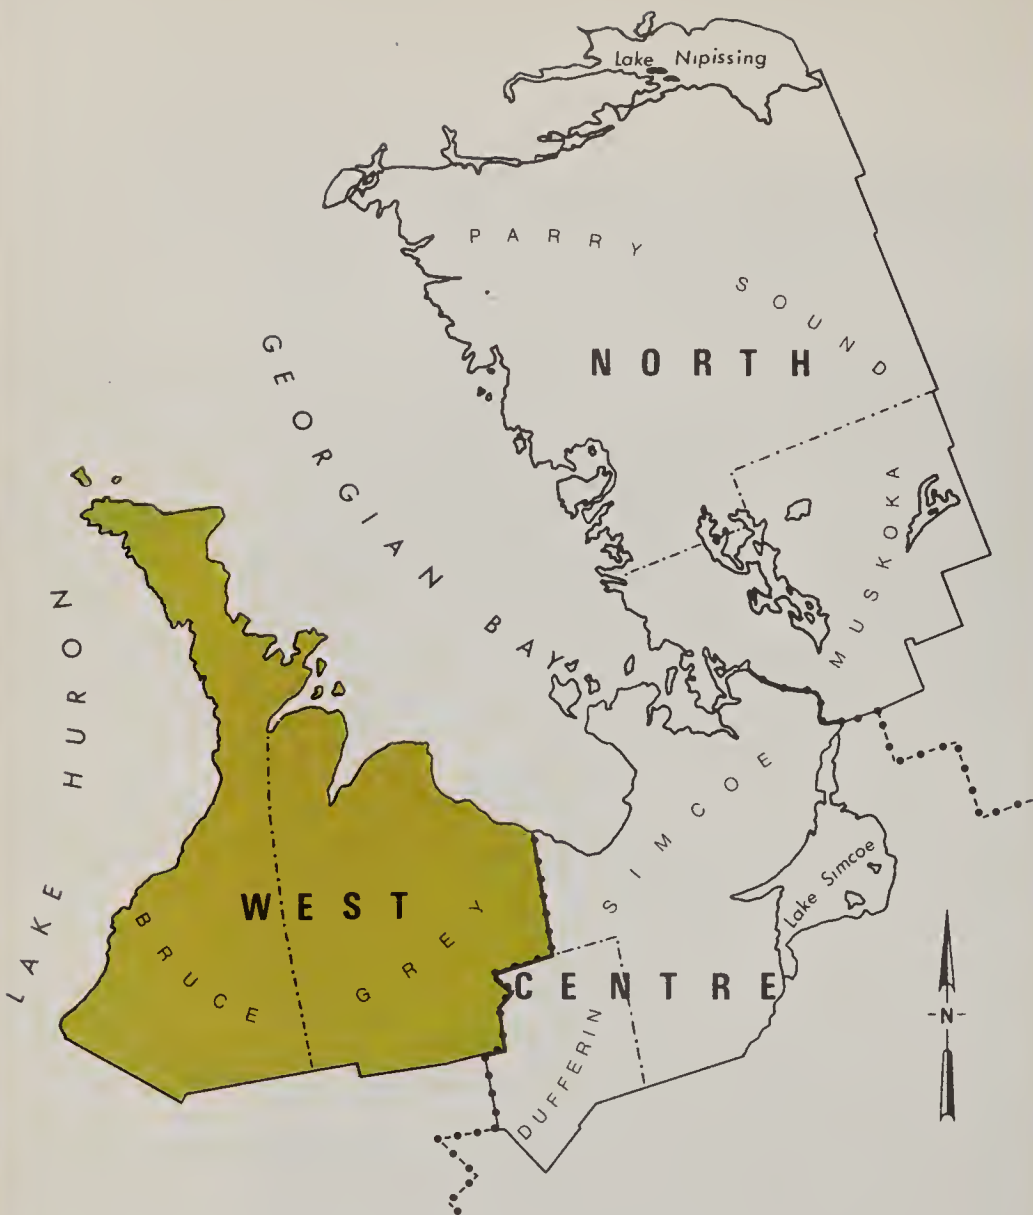 Lake Nipissing
PARRY SOUND
NORTH
GEORGIAN BAY
MUSKOKA
LAKE HURON
SIMCOE
Lake Simcoe
WEST
BRUCE
GREY
CENTRE
DUFFERIN
N